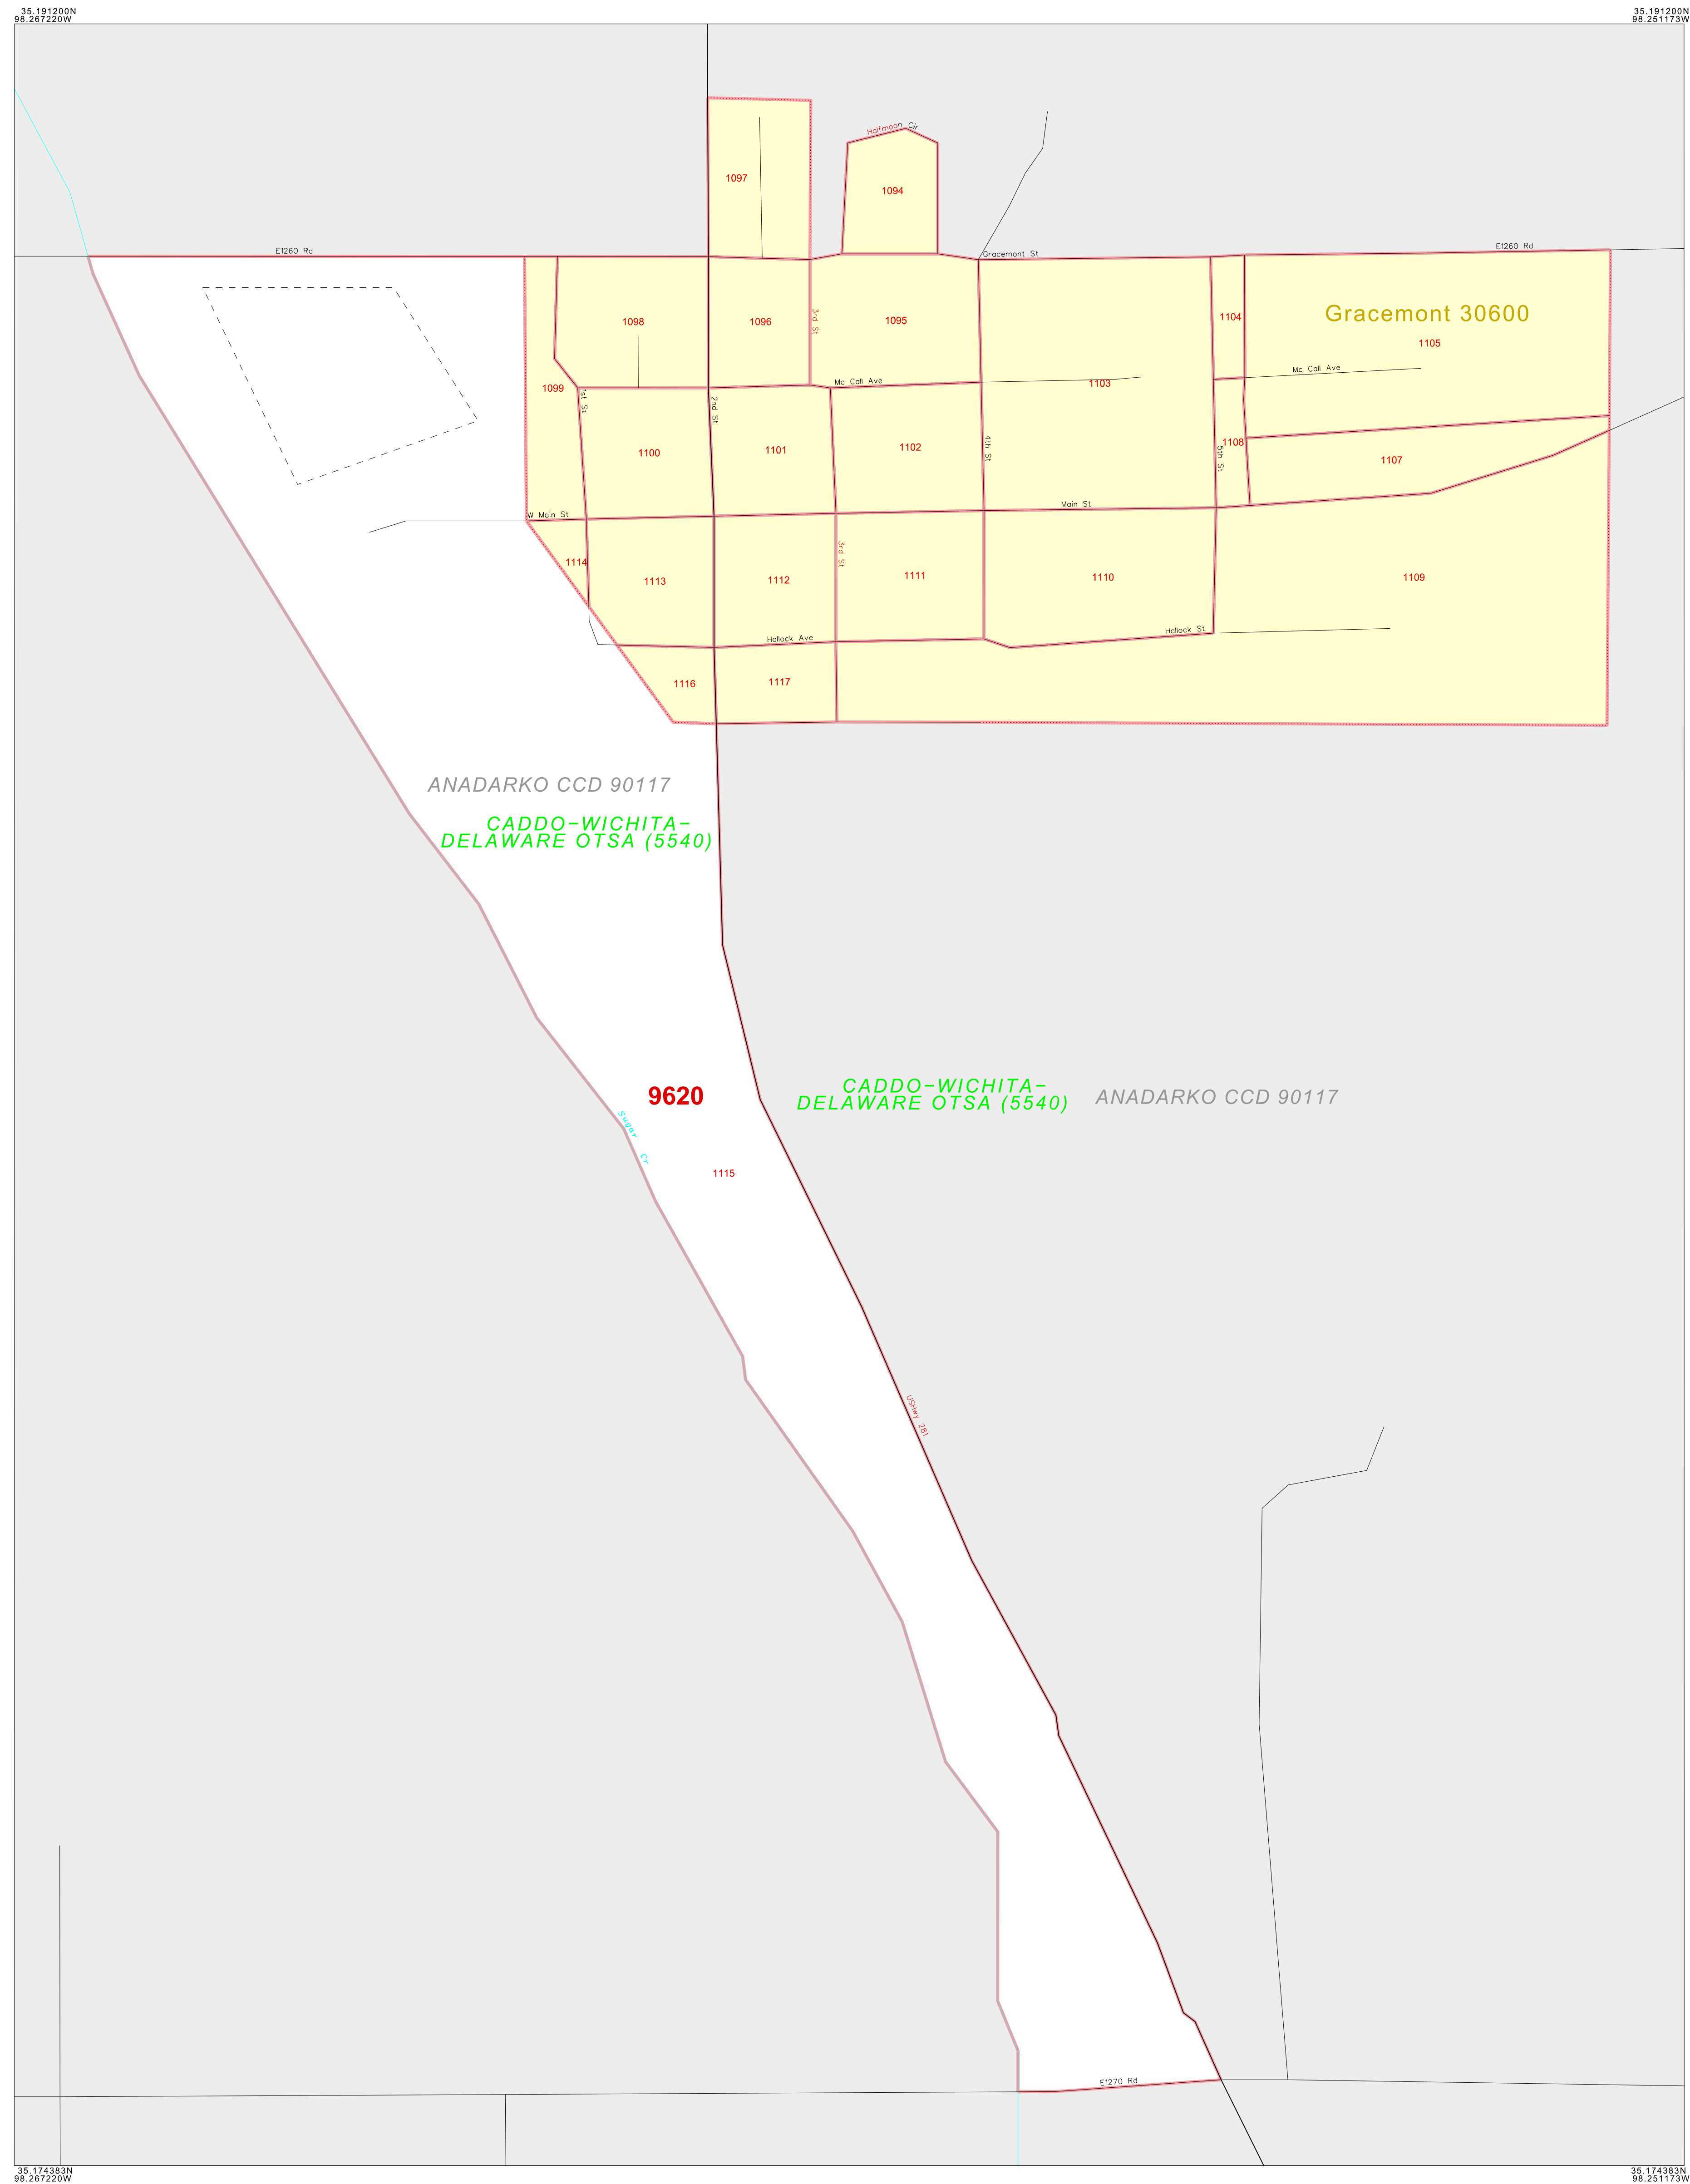 35.191200N
98.267220W
35.191200N
98.251173W
Halfmoon Cir
1097
1094
E1260 Rd
Gracemont St
E1260 Rd
Gracemont 30600
1098
1096
3rd St
1095
1104
1105
1099
1st St
2nd St
Mc Call Ave
1103
Mc Call Ave
1100
1101
1102
4th St
5th St
1108
1107
W Main St
Main St
1114
1113
1112
3rd St
1111
1110
1109
Hallock Ave
Hallock St
1116
1117
ANADARKO CCD 90117
CADDO-WICHITA-
DELAWARE OTSA (5540)
9620
CADDO-WICHITA-
DELAWARE OTSA (5540)
ANADARKO CCD 90117
Sugar Cr
1115
USHwy 281
E1270 Rd
35.174383N
98.267220W
35.174383N
98.251173W